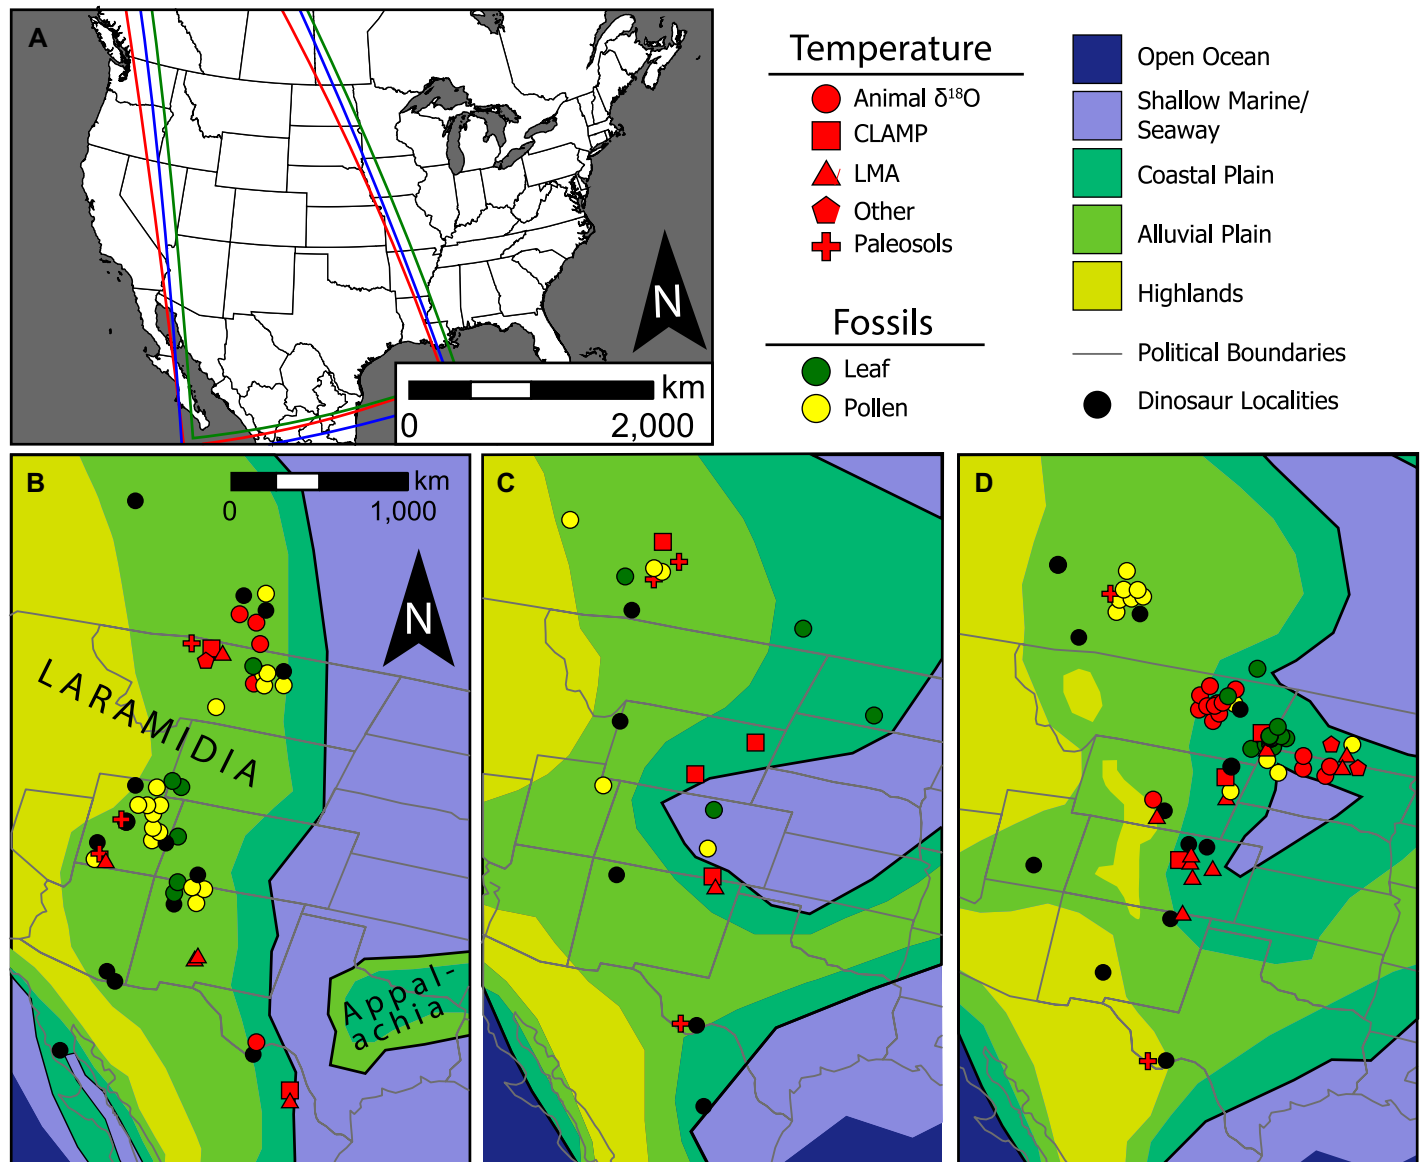 A
N
km
0
2,000
Temperature
Animal δ¹⁸O
CLAMP
LMA
Other
Paleosols
Fossils
Leaf
Pollen
Open Ocean
Shallow Marine/
Seaway
Coastal Plain
Alluvial Plain
Highlands
Political Boundaries
Dinosaur Localities
B
km
0
1,000
N
LARAMIDIA
Appal-
achia
C
D